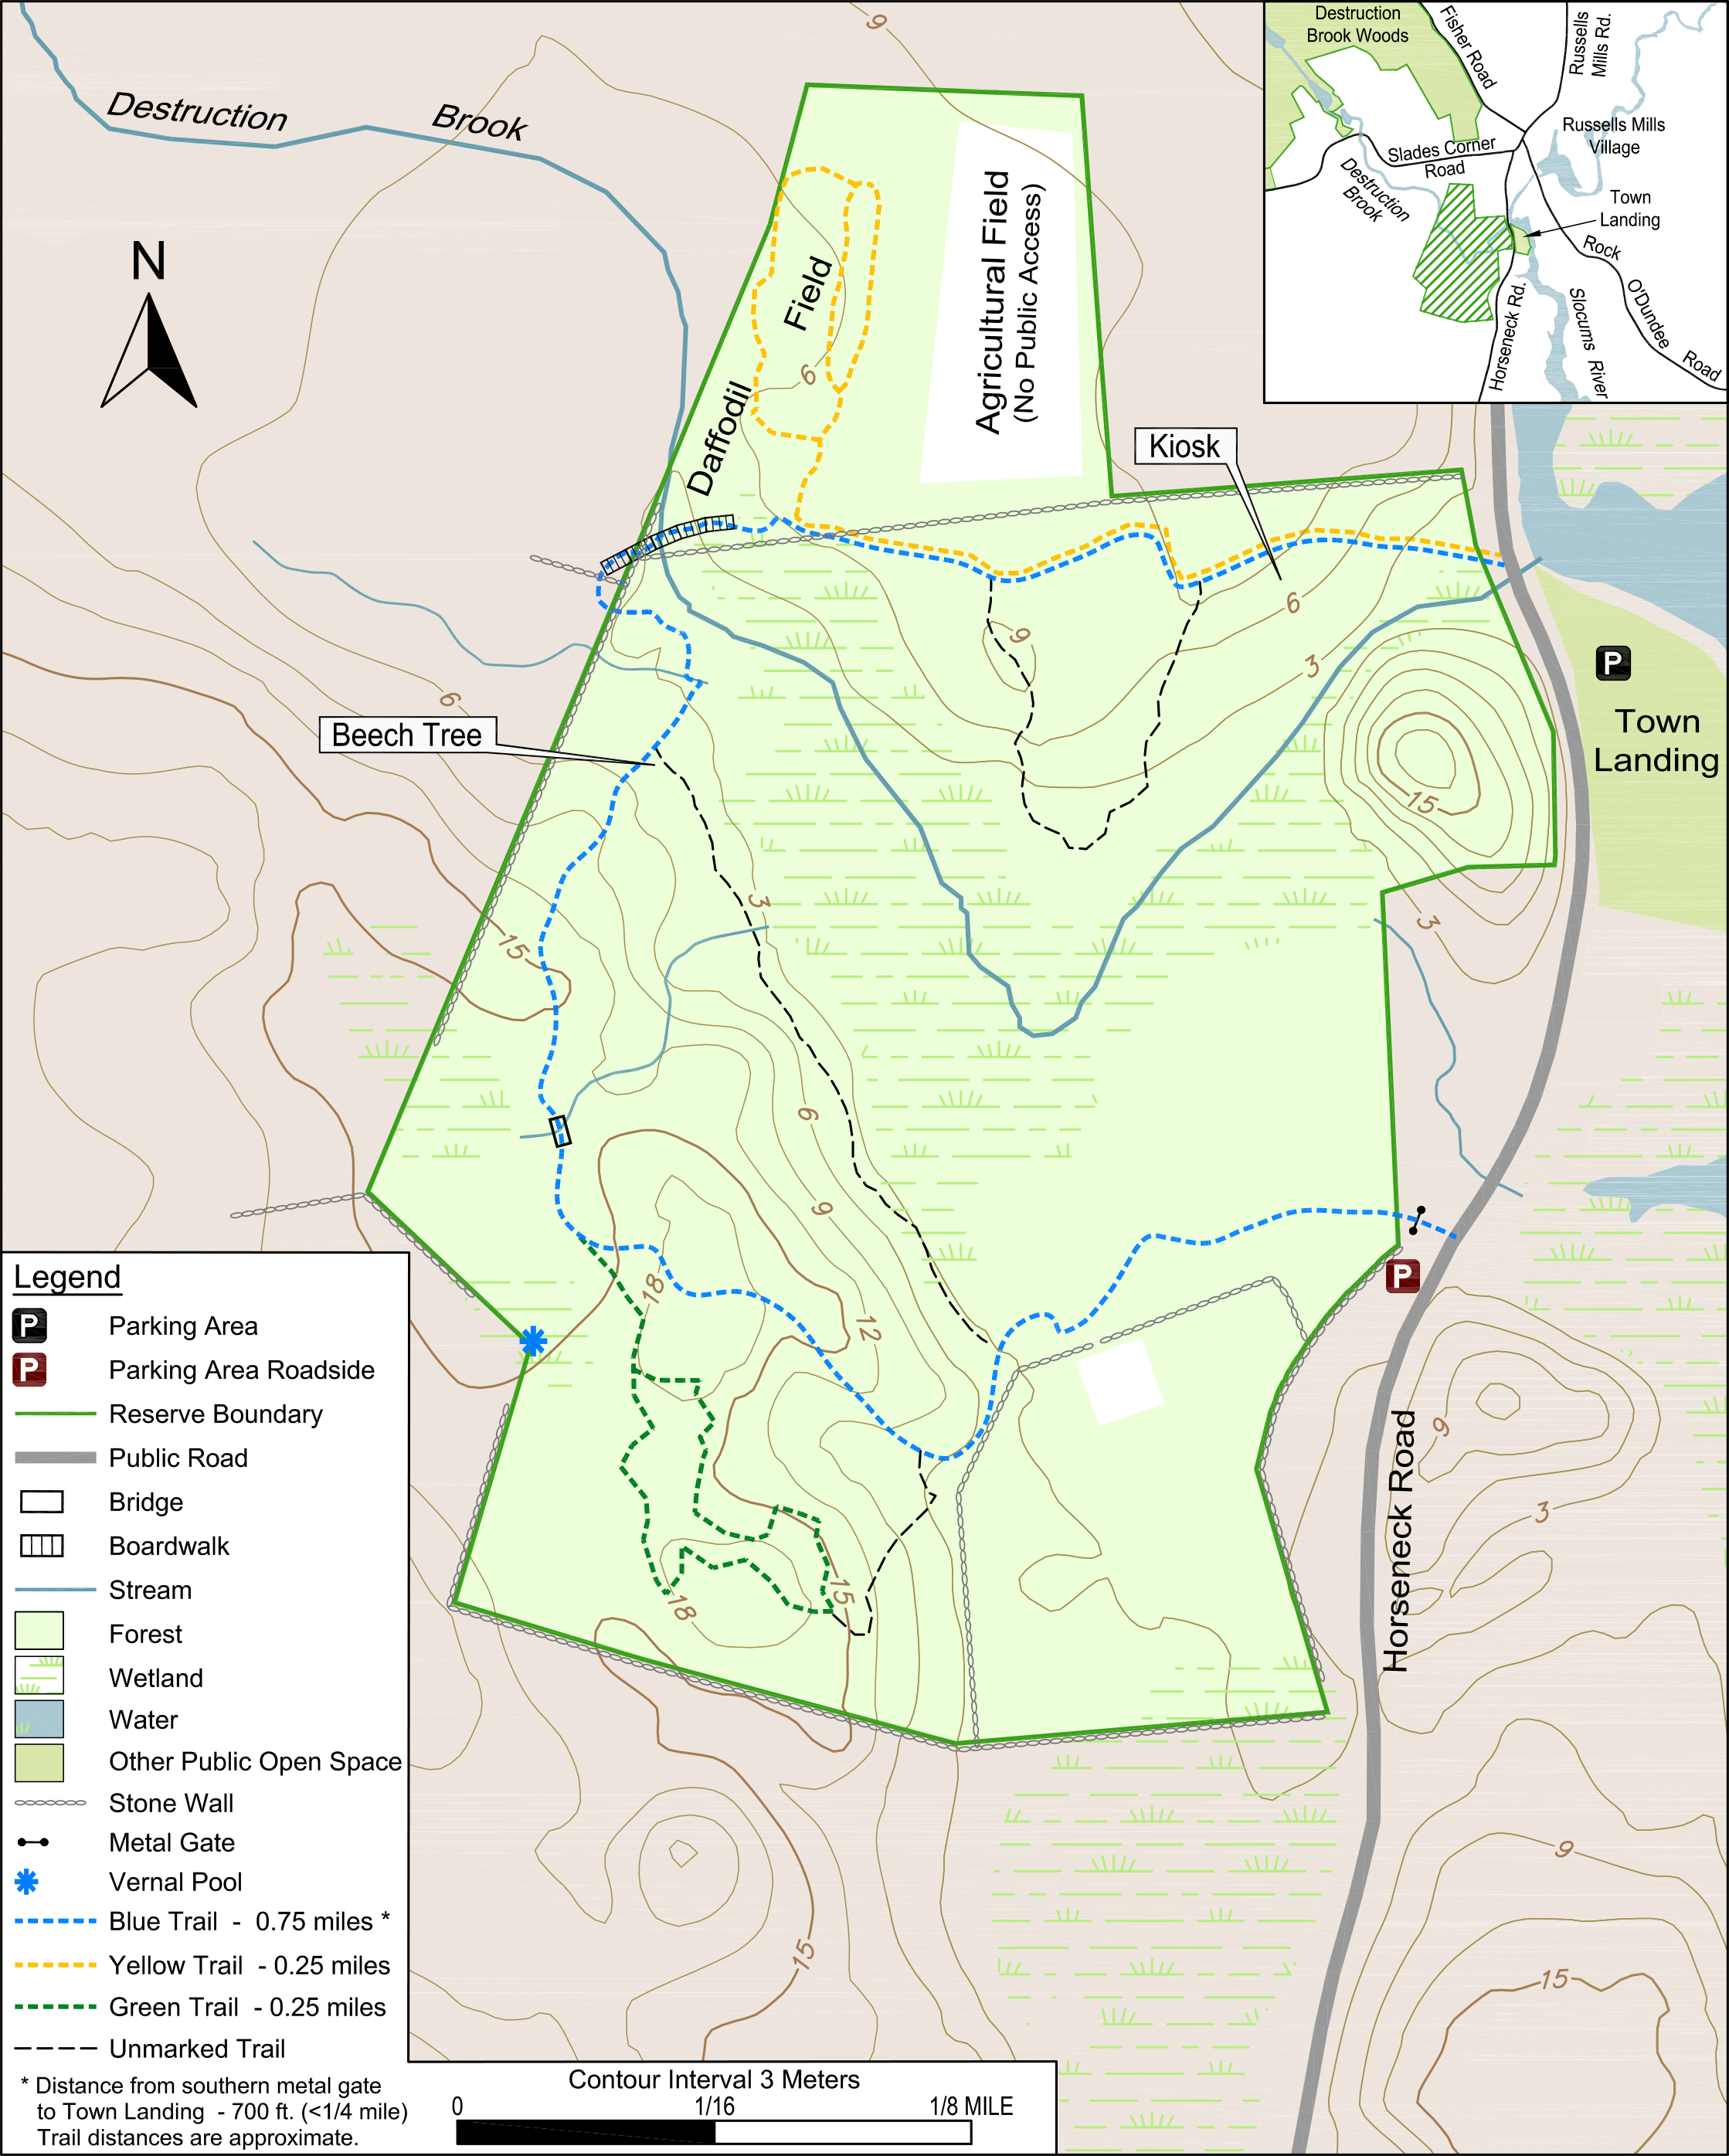 Destruction Brook
N
Daffodil Field
Agricultural Field
(No Public Access)
Kiosk
Beech Tree
P
Town
Landing
P
Horseneck Road
9
6
6
9
6
3
15
3
15
3
6
9
18
12
18
15
9
3
15
9
15
Destruction
Brook Woods
Fisher Road
Russells
Mills Rd.
Russells Mills
Village
Slades Corner
Road
Destruction
Brook
Town
Landing
Rock O'Dundee Road
Horseneck Rd.
Slocums River
Legend
P Parking Area
P Parking Area Roadside
Reserve Boundary
Public Road
Bridge
Boardwalk
Stream
Forest
Wetland
Water
Other Public Open Space
Stone Wall
Metal Gate
Vernal Pool
Blue Trail - 0.75 miles *
Yellow Trail - 0.25 miles
Green Trail - 0.25 miles
Unmarked Trail
* Distance from southern metal gate
to Town Landing - 700 ft. (<1/4 mile)
Trail distances are approximate.
Contour Interval 3 Meters
0 1/16 1/8 MILE